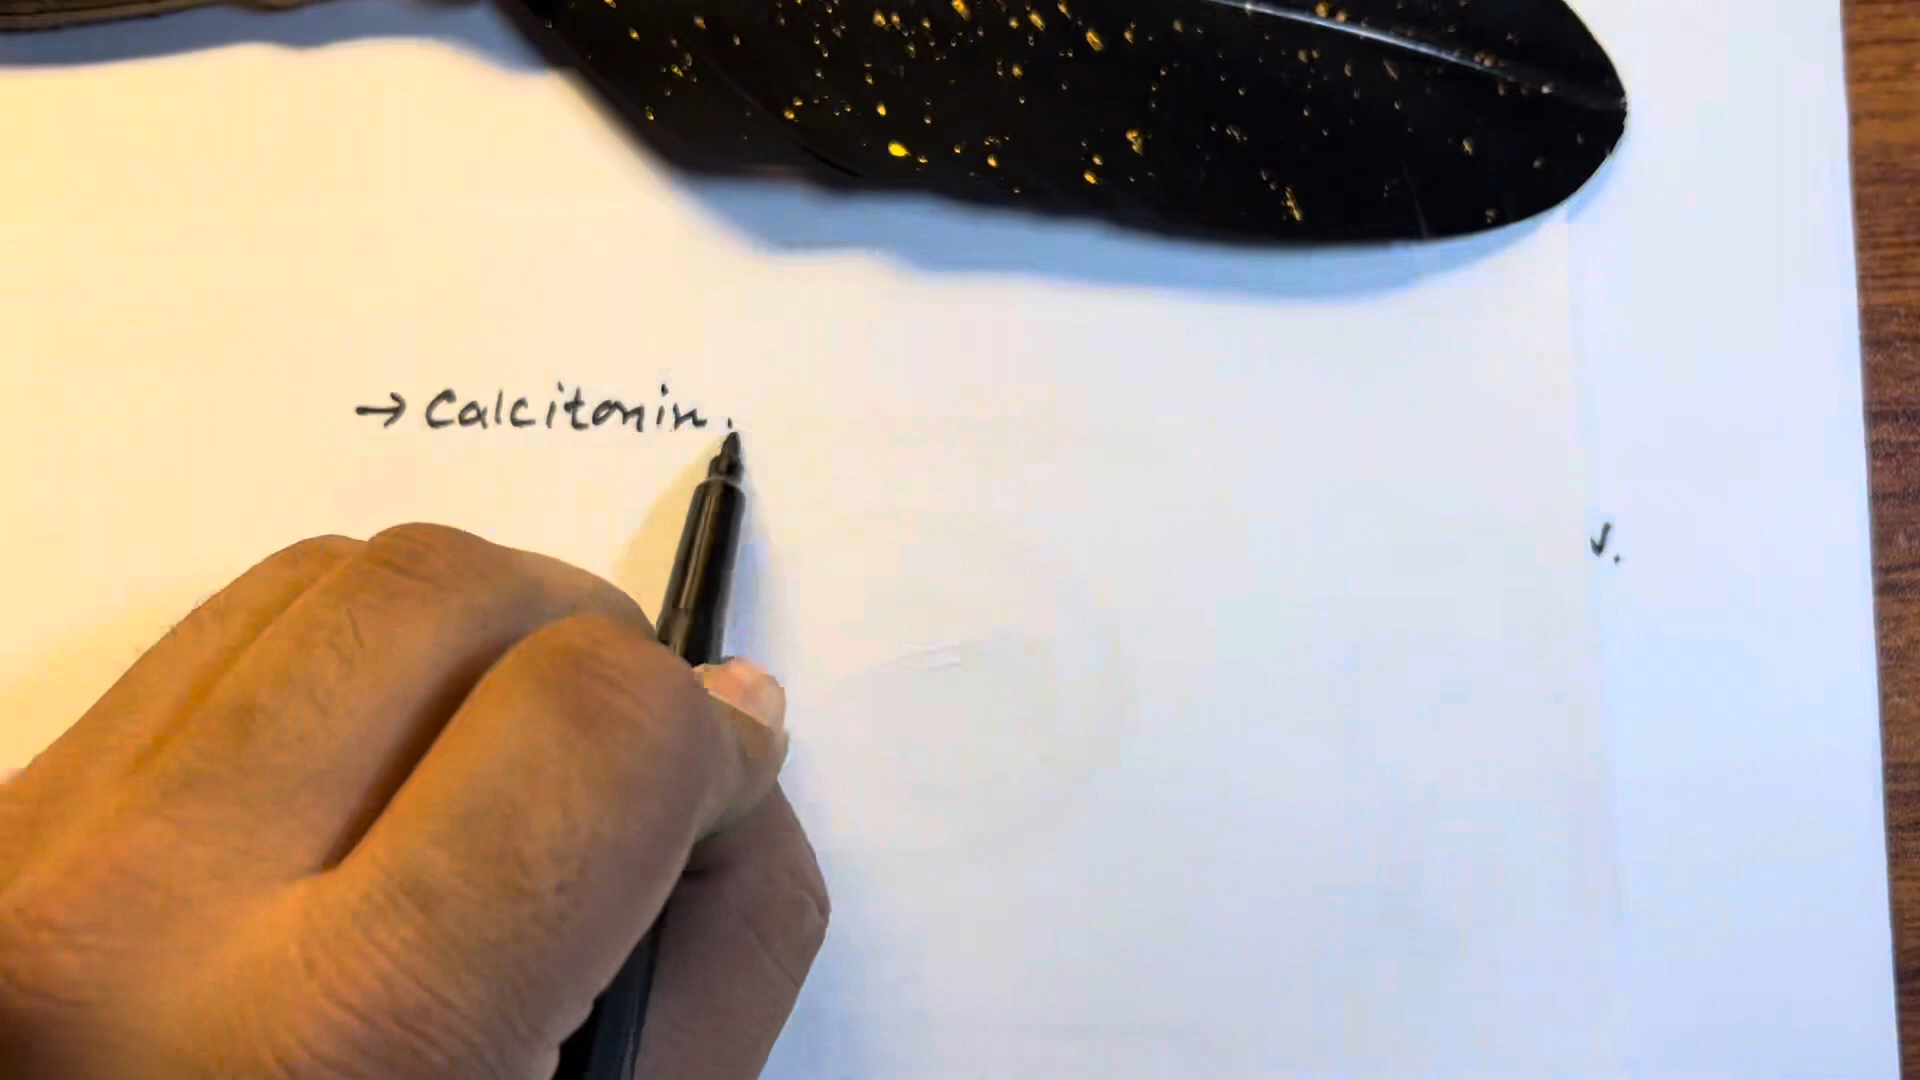 → Calcitonin.
✓.